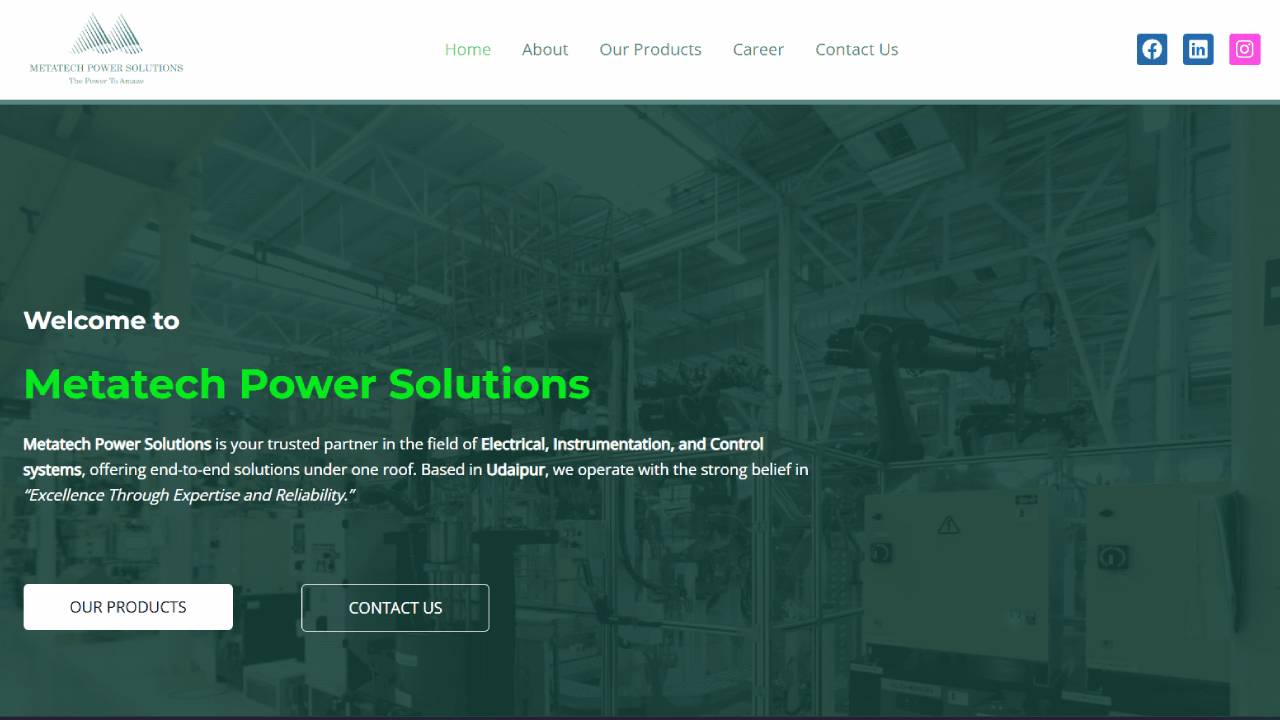 METATECH POWER SOLUTIONS
The Power To Amaze
Home About Our Products Career Contact Us
Welcome to
Metatech Power Solutions
Metatech Power Solutions is your trusted partner in the field of Electrical, Instrumentation, and Control
systems, offering end-to-end solutions under one roof. Based in Udaipur, we operate with the strong belief in
“Excellence Through Expertise and Reliability.”
OUR PRODUCTS CONTACT US